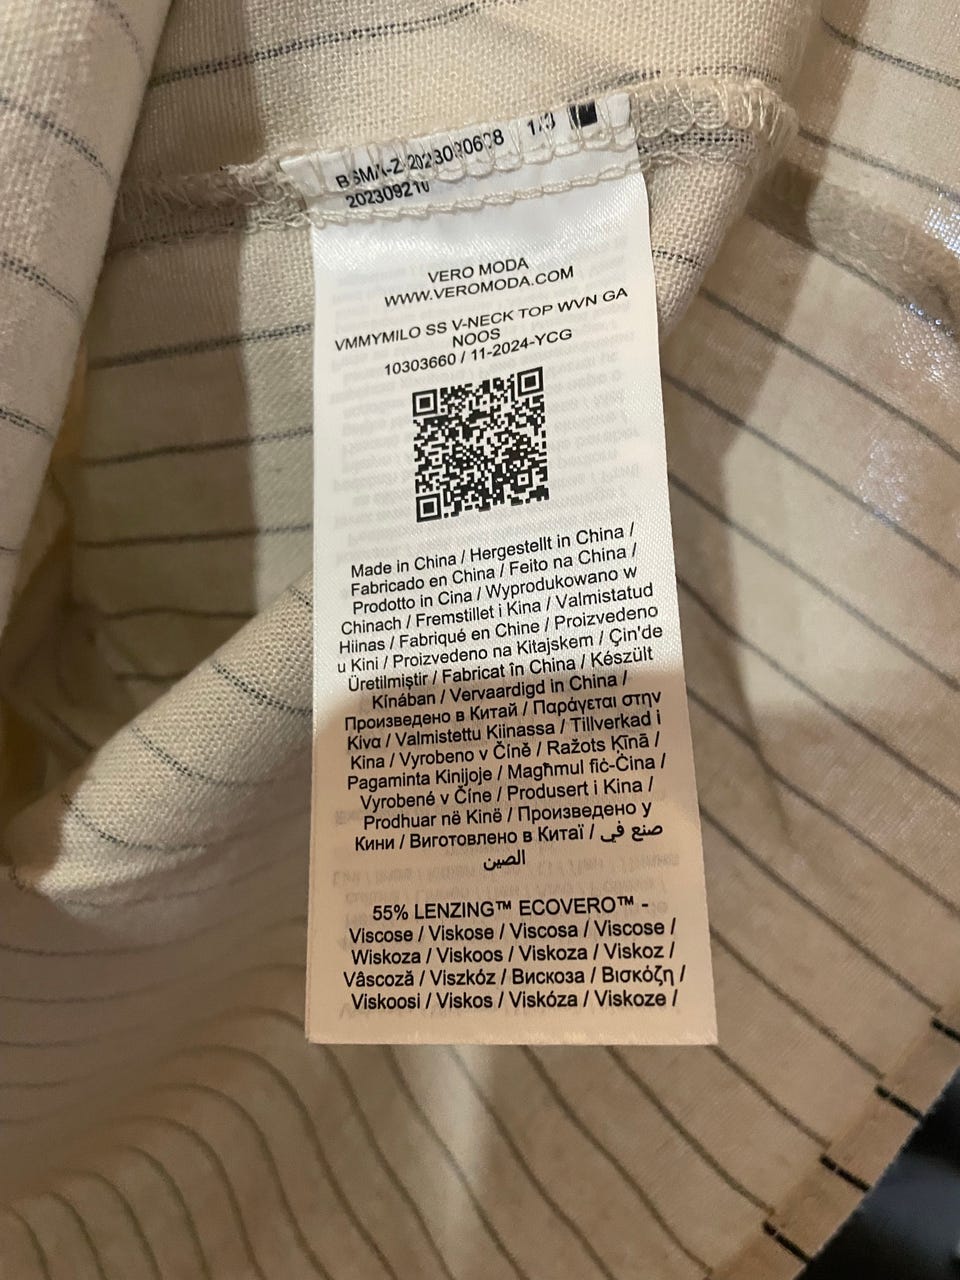 1/3
202309210
VERO MODA
WWW.VEROMODA.COM
VMMYMILO SS V-NECK TOP WVN GA
NOOS
10303660 / 11-2024-YCG
Made in China / Hergestellt in China /
Fabricado en China / Feito na China /
Prodotto in Cina / Wyprodukowano w
Chinach / Fremstillet i Kina / Valmistatud
Hiinas / Fabriqué en Chine / Proizvedeno
u Kini / Proizvedeno na Kitajskem / Çin'de
Üretilmiştir / Fabricat în China / Készült
Kínában / Vervaardigd in China /
Произведено в Китай / Παράγεται στην
Κίνα / Valmistettu Kiinassa / Tillverkad i
Kina / Vyrobeno v Číně / Ražots Ķīnā /
Pagaminta Kinijoje / Magħmul fiċ-Ċina /
Vyrobené v Číne / Produsert i Kina /
Prodhuar në Kinë / Произведено у
Кини / Виготовлено в Китаї / صنع في
الصين
55% LENZING™ ECOVERO™ -
Viscose / Viskose / Viscosa / Viscose /
Wiskoza / Viskoos / Viskoza / Viskoz /
Vâscoză / Viszkóz / Вискоза / Βισκόζη /
Viskoosi / Viskos / Viskóza / Viskoze /